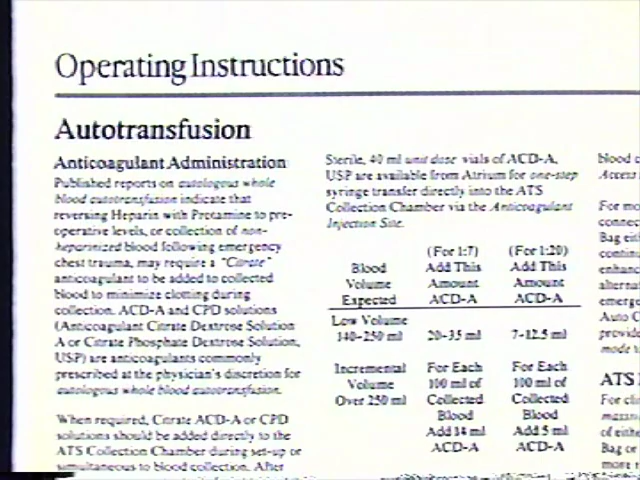 Operating Instructions
Autotransfusion
Anticoagulant Administration
Published reports on autologous whole
blood autotransfusion indicate that
reversing Heparin with Protamine to pre-
operative levels, or collection of non-
heparinized blood following emergency
chest trauma, may require a "Citrate"
anticoagulant to be added to collected
blood to minimize clotting during
collection. ACD-A and CPD solutions
(Anticoagulant Citrate Dextrose Solution
A or Citrate Phosphate Dextrose Solution,
USP) are anticoagulants commonly
prescribed at the physician's discretion for
autologous whole blood autotransfusion.
When required, Citrate ACD-A or CPD
solutions should be added directly to the
ATS Collection Chamber during set-up or
simultaneous to blood collection. After
Sterile, 40 ml unit dose vials of ACD-A,
USP are available from Atrium for one-step
syringe transfer directly into the ATS
Collection Chamber via the Anticoagulant
Injection Site.
(For 1:7) (For 1:20)
Blood Add This Add This
Volume Amount Amount
Expected ACD-A ACD-A
Low Volume
140-250 ml 20-35 ml 7-12.5 ml
Incremental For Each For Each
Volume 100 ml of 100 ml of
Over 250 ml Collected Collected
Blood Blood
Add 14 ml Add 5 ml
ACD-A ACD-A
blood c
Access
For mo
connec
Bag eit
contin
enhan
alterna
emerge
Auto C
provide
mode t
ATS
For cli
maxim
of eithe
Bag or
more r